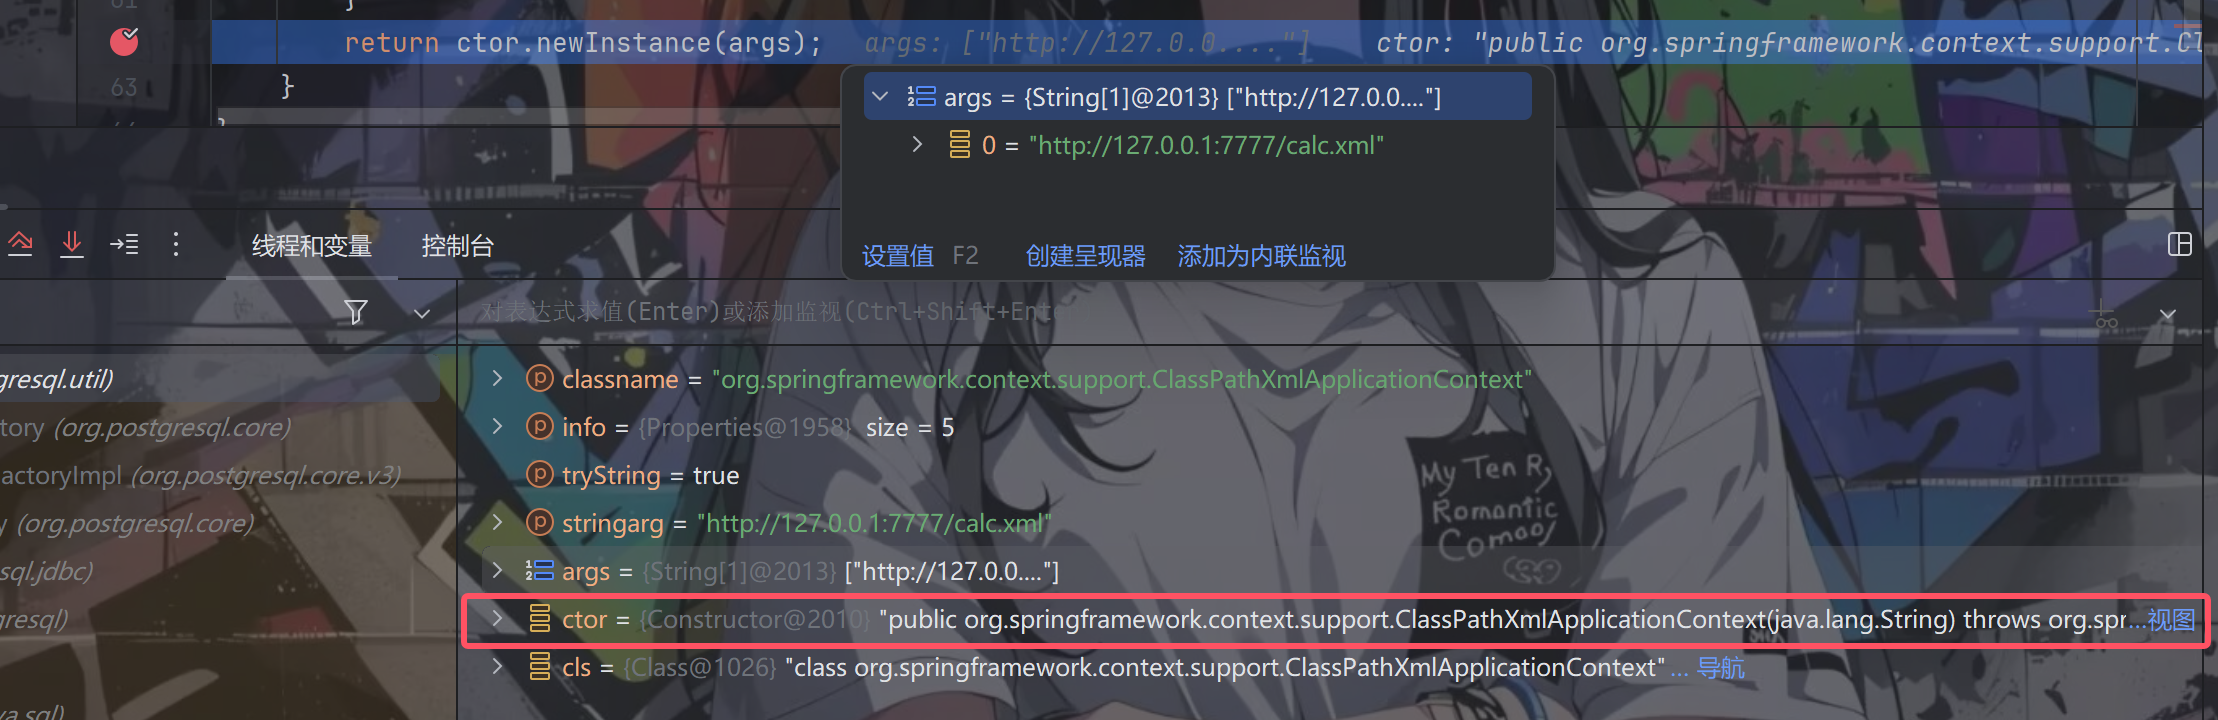 61 }
return ctor.newInstance(args); args: ["http://127.0.0...."] ctor: "public org.springframework.context.support.Cl
63 }
}
args = {String[1]@2013} ["http://127.0.0...."]
0 = "http://127.0.0.1:7777/calc.xml"
设置值 F2 创建呈现器 添加为内联监视
线程和变量 控制台
对表达式求值(Enter)或添加监视(Ctrl+Shift+Enter)
gresql.util)
tory (org.postgresql.core)
actoryImpl (org.postgresql.core.v3)
y (org.postgresql.core)
sql.jdbc)
gresql)
va.sql)
classname = "org.springframework.context.support.ClassPathXmlApplicationContext"
info = {Properties@1958} size = 5
tryString = true
stringarg = "http://127.0.0.1:7777/calc.xml"
args = {String[1]@2013} ["http://127.0.0...."]
ctor = {Constructor@2010} "public org.springframework.context.support.ClassPathXmlApplicationContext(java.lang.String) throws org.spr... 视图
cls = {Class@1026} "class org.springframework.context.support.ClassPathXmlApplicationContext" ... 导航
My Ten
Romantic